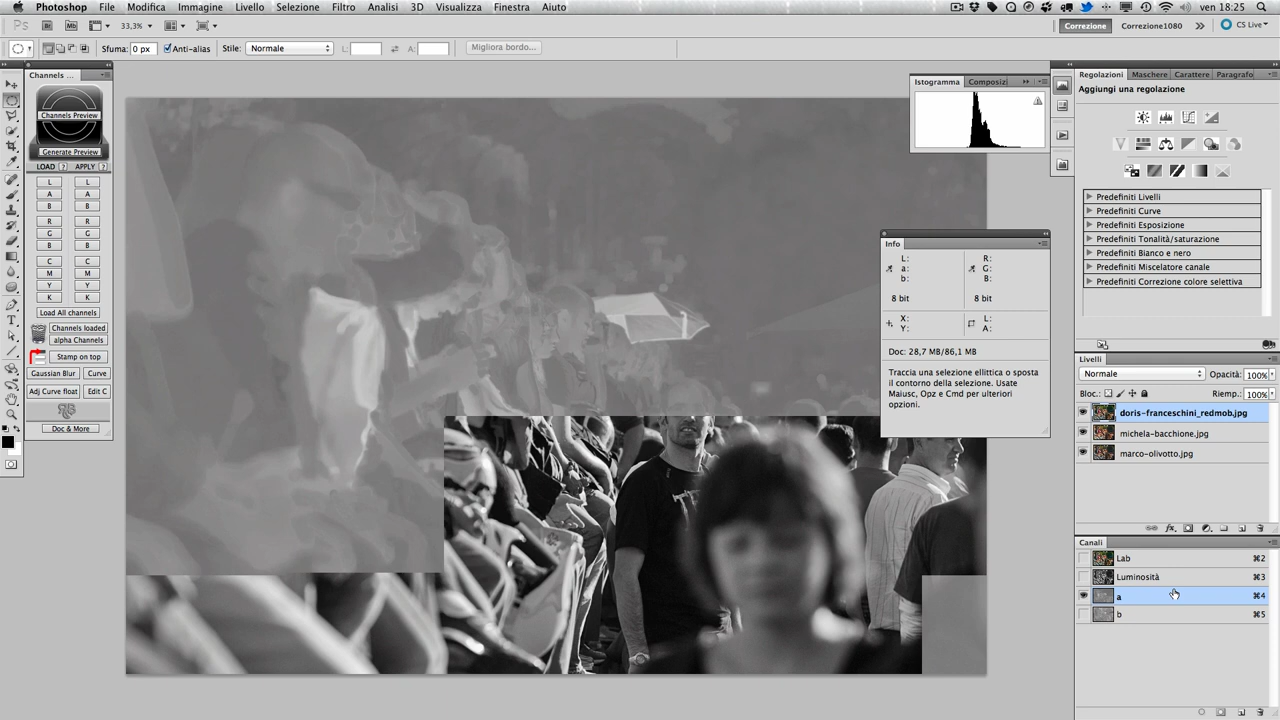 Photoshop File Modifica Immagine Livello Selezione Filtro Analisi 3D Visualizza Finestra Aiuto ven 18:25
Ps Br Mb 33,3% Correzione Correzione1080 CS Live
Sfuma: 0 px Anti-alias Stile: Normale L: A: Migliora bordo...
Channels ...
Channels Preview
Generate Preview
LOAD ? APPLY ?
L L
A A
B B
R R
G G
B B
C C
M M
Y Y
K K
Load All channels
Channels loaded
alpha Channels
Stamp on top
Gaussian Blur Curve
Adj Curve float Edit C
Doc & More
Istogramma Composizi
Info
L: R:
a: G:
b: B:
8 bit 8 bit
X: L:
Y: A:
Doc: 28,7 MB/86,1 MB
Traccia una selezione ellittica o sposta
il contorno della selezione. Usate
Maiusc, Opz e Cmd per ulteriori
opzioni.
Regolazioni Maschere Carattere Paragrafo
Aggiungi una regolazione
Predefiniti Livelli
Predefiniti Curve
Predefiniti Esposizione
Predefiniti Tonalità/saturazione
Predefiniti Bianco e nero
Predefiniti Miscelatore canale
Predefiniti Correzione colore selettiva
Livelli
Normale Opacità: 100%
Bloc.: Riemp.: 100%
doris-franceschini_redmob.jpg
michela-bacchione.jpg
marco-olivotto.jpg
Canali
Lab ⌘2
Luminosità ⌘3
a ⌘4
b ⌘5